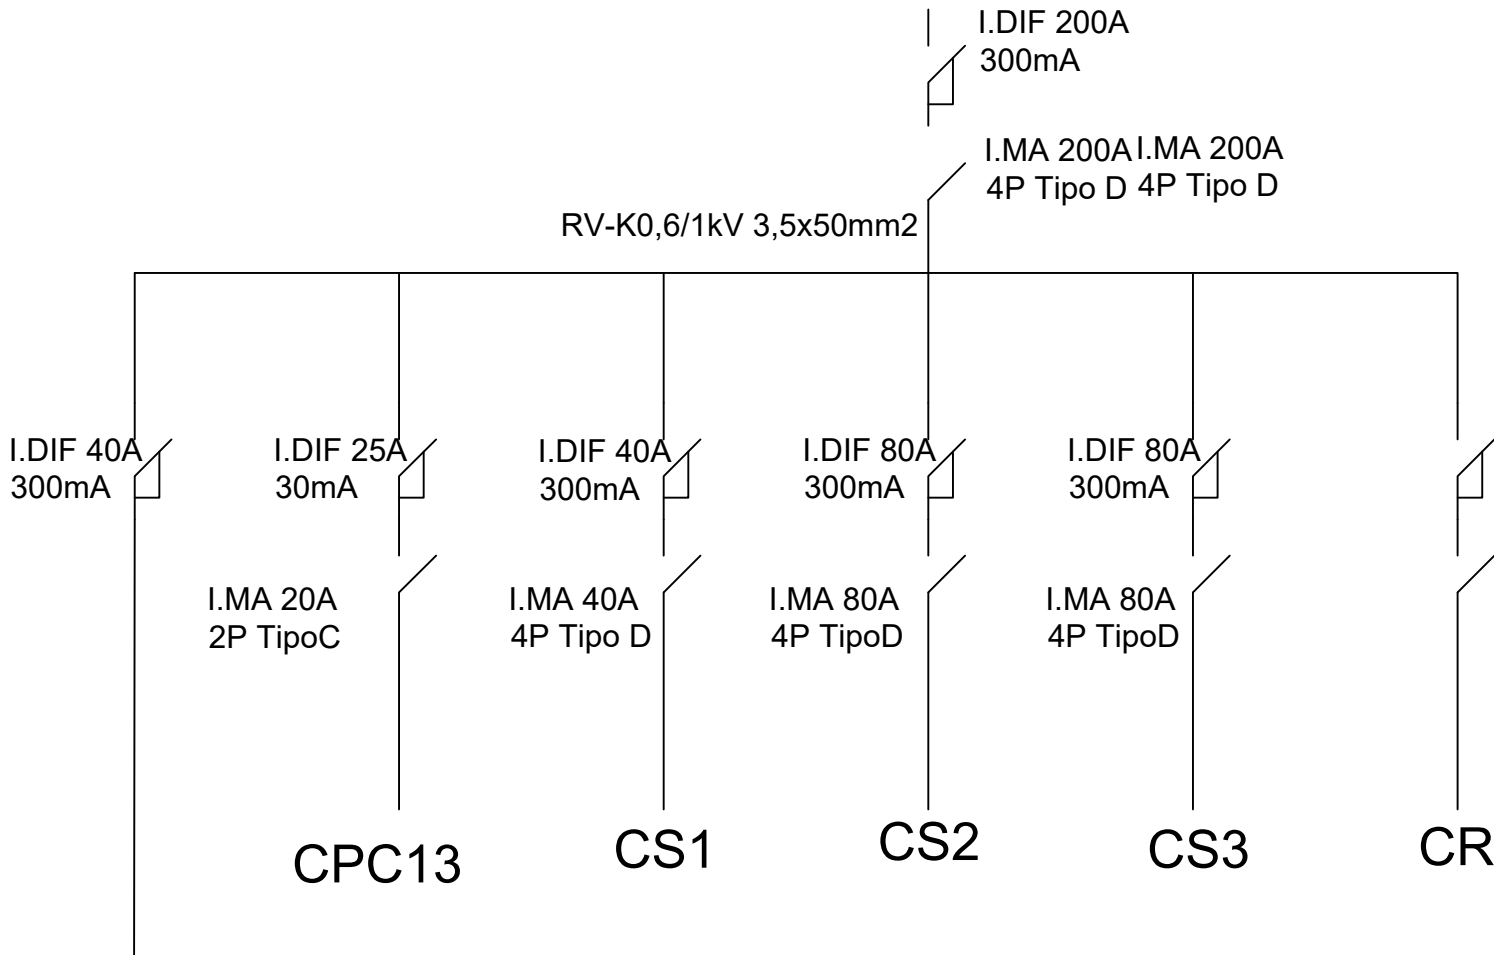 I.DIF 200A
300mA
I.MA 200A I.MA 200A
4P Tipo D 4P Tipo D
RV-K0,6/1kV 3,5x50mm2
I.DIF 40A
300mA
I.DIF 25A
30mA
I.DIF 40A
300mA
I.DIF 80A
300mA
I.DIF 80A
300mA
I.MA 20A
2P TipoC
I.MA 40A
4P Tipo D
I.MA 80A
4P TipoD
I.MA 80A
4P TipoD
CPC13
CS1
CS2
CS3
CR